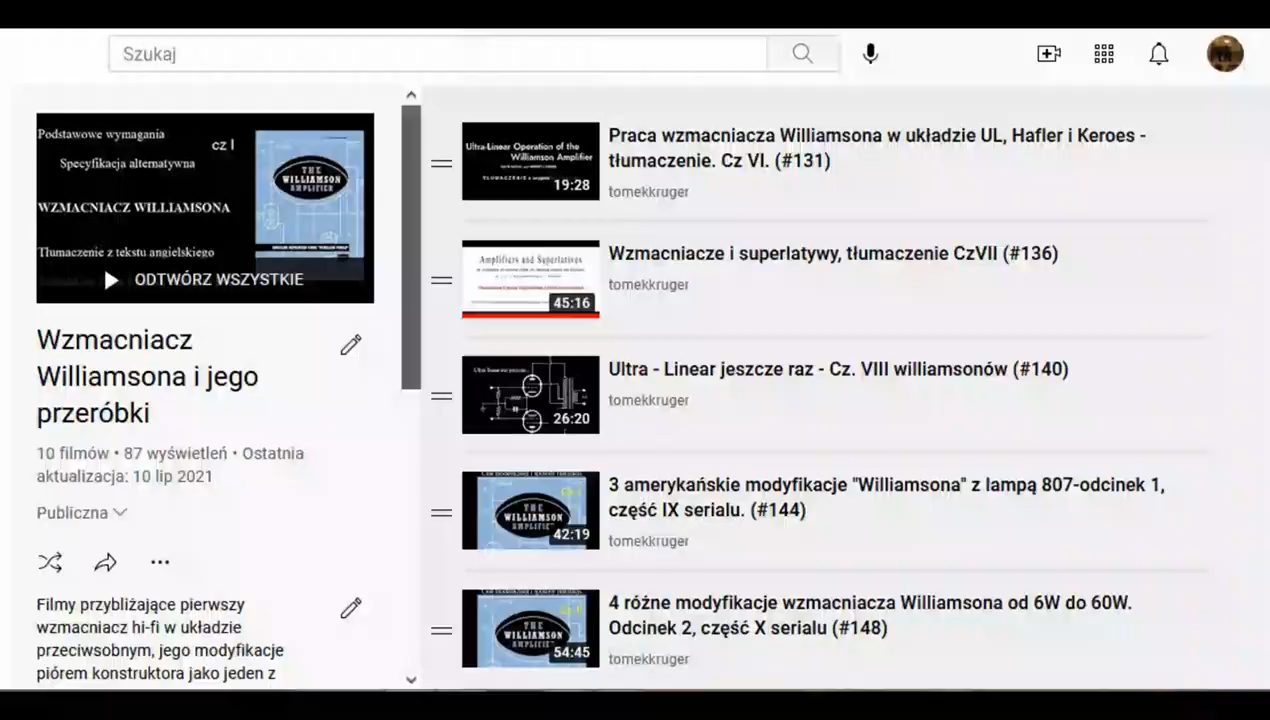 Szukaj
Podstawowe wymagania
cz I
Specyfikacja alternatywna
THE
WILLIAMSON
AMPLIFIER
WZMACNIACZ WILLIAMSONA
Tłumaczenie z tekstu angielskiego
ODTWÓRZ WSZYSTKIE
Wzmacniacz
Williamsona i jego
przeróbki
10 filmów • 87 wyświetleń • Ostatnia
aktualizacja: 10 lip 2021
Publiczna
Filmy przybliżające pierwszy
wzmacniacz hi-fi w układzie
przeciwsobnym, jego modyfikacje
piórem konstruktora jako jeden z
Ultra-Linear Operation of the
Williamson Amplifier
19:28
Praca wzmacniacza Williamsona w układzie UL, Hafler i Keroes -
tłumaczenie. Cz VI. (#131)
tomekkruger
Amplifiers and Superlatives
45:16
Wzmacniacze i superlatywy, tłumaczenie CzVII (#136)
tomekkruger
26:20
Ultra - Linear jeszcze raz - Cz. VIII williamsonów (#140)
tomekkruger
THE
WILLIAMSON
AMPLIFIE
42:19
3 amerykańskie modyfikacje "Williamsona" z lampą 807-odcinek 1,
część IX serialu. (#144)
tomekkruger
THE
WILLIAMSON
AMPLIFIE
54:45
4 różne modyfikacje wzmacniacza Williamsona od 6W do 60W.
Odcinek 2, część X serialu (#148)
tomekkruger